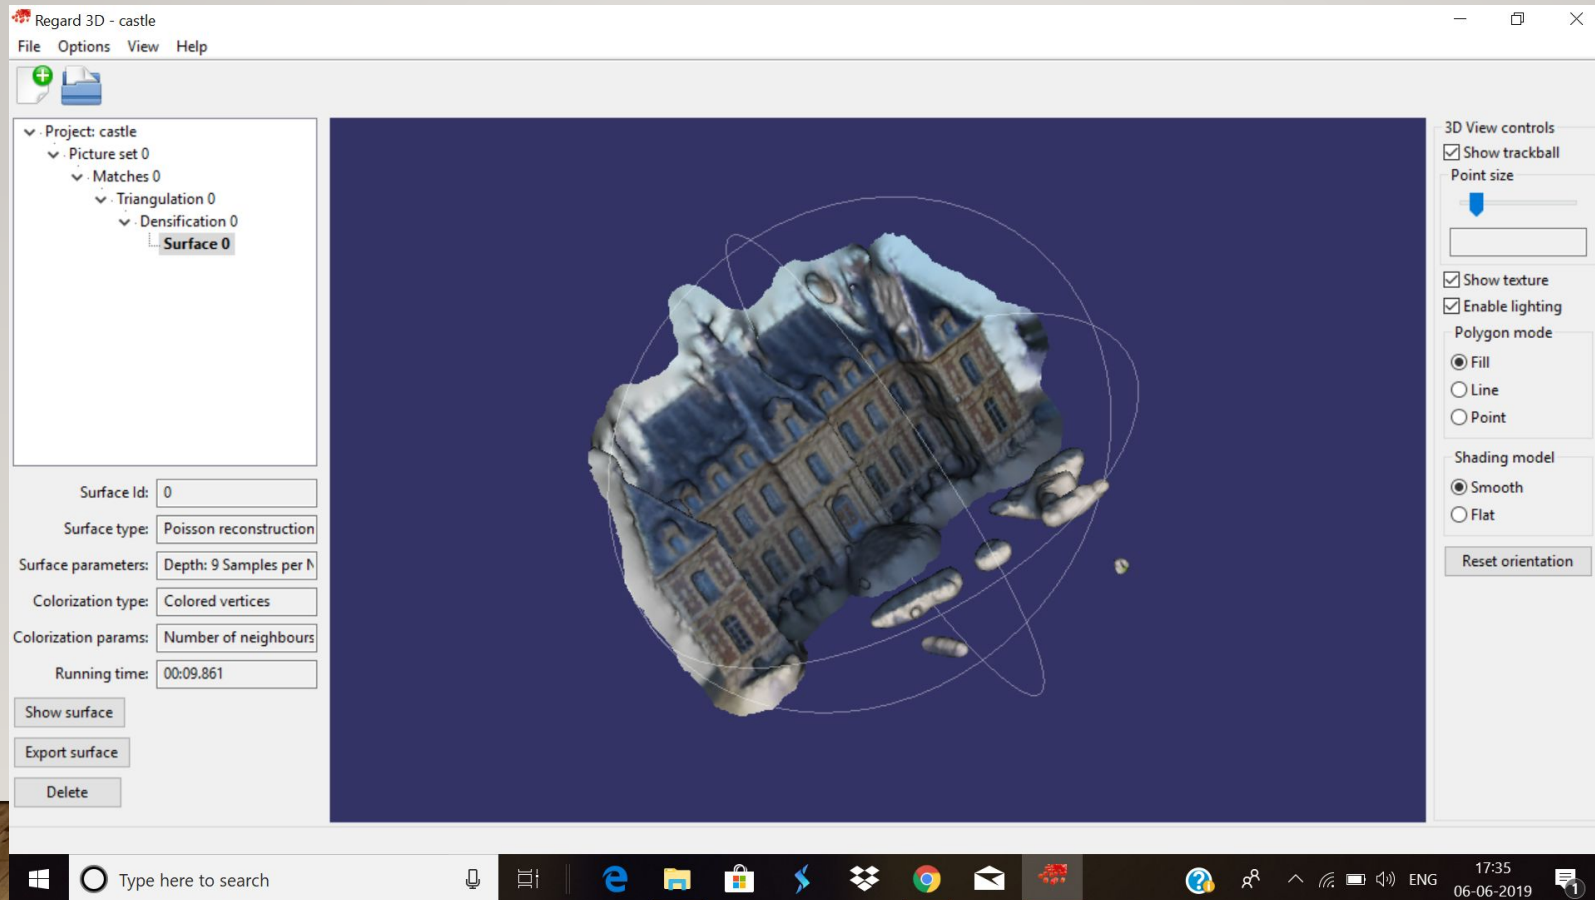 Regard 3D - castle
File Options View Help
Project: castle
Picture set 0
Matches 0
Triangulation 0
Densification 0
Surface 0
Surface Id: 0
Surface type: Poisson reconstruction
Surface parameters: Depth: 9 Samples per N
Colorization type: Colored vertices
Colorization params: Number of neighbours
Running time: 00:09.861
Show surface
Export surface
Delete
3D View controls
Show trackball
Point size
Show texture
Enable lighting
Polygon mode
Fill
Line
Point
Shading model
Smooth
Flat
Reset orientation
Type here to search
ENG
17:35
06-06-2019
1